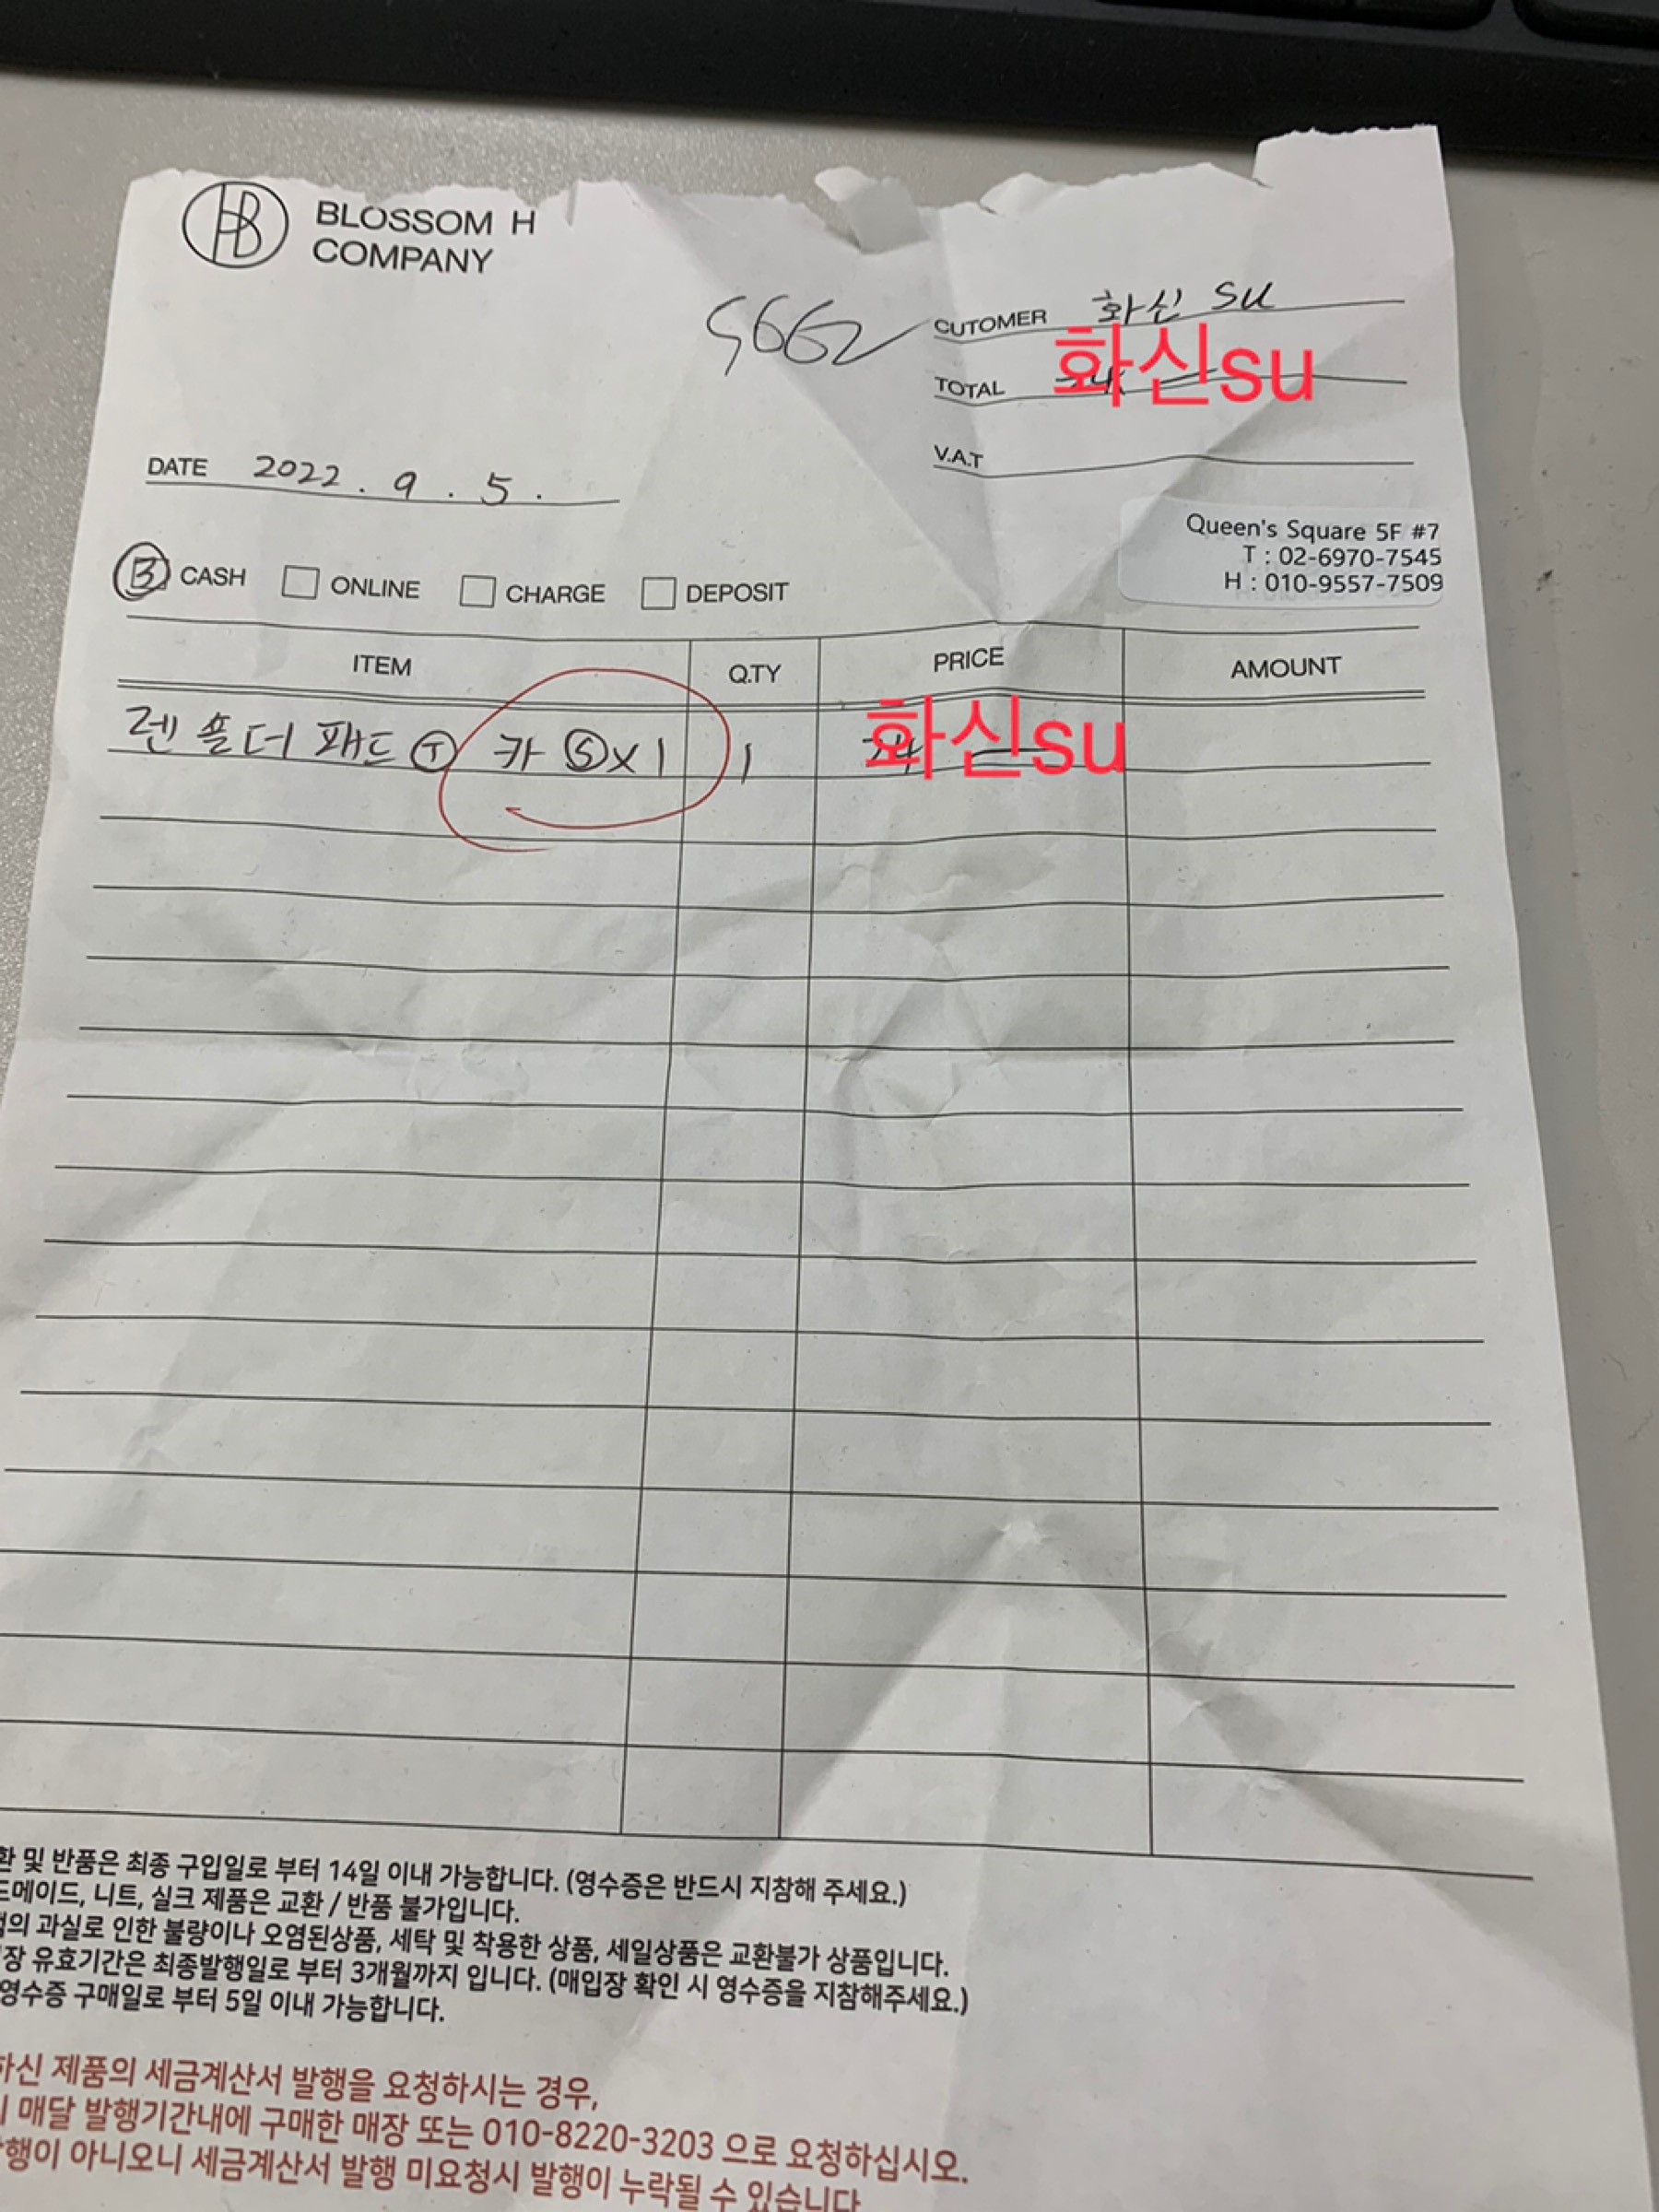 HB BLOSSOM H
COMPANY
CUTOMER 화신 SU
화신su
TOTAL
V.A.T
DATE 2022. 9. 5.
Queen's Square 5F #7
T : 02-6970-7545
H : 010-9557-7509
B CASH ONLINE CHARGE DEPOSIT
ITEM Q.TY PRICE AMOUNT
렌 숄더 패드 T 카 S x 1 1 화신su
환 및 반품은 최종 구입일로 부터 14일 이내 가능합니다. (영수증은 반드시 지참해 주세요.)
드메이드, 니트, 실크 제품은 교환 / 반품 불가입니다.
의 과실로 인한 불량이나 오염된상품, 세탁 및 착용한 상품, 세일상품은 교환불가 상품입니다.
장 유효기간은 최종발행일로 부터 3개월까지 입니다. (매입장 확인 시 영수증을 지참해주세요.)
영수증 구매일로 부터 5일 이내 가능합니다.
하신 제품의 세금계산서 발행을 요청하시는 경우,
매달 발행기간내에 구매한 매장 또는 010-8220-3203 으로 요청하십시오.
행이 아니오니 세금계산서 발행 미요청시 발행이 누락될 수 있습니다